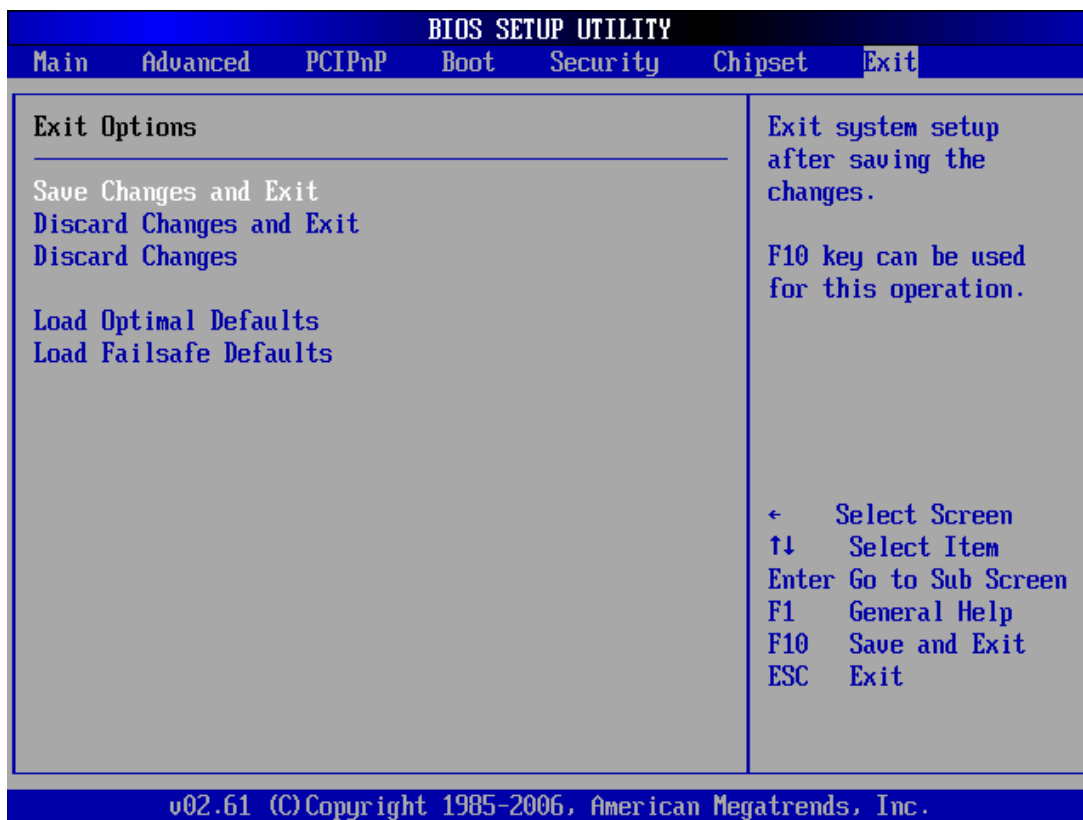 BIOS SETUP UTILITY
Main Advanced PCIPnP Boot Security Chipset Exit
Exit Options
Save Changes and Exit
Discard Changes and Exit
Discard Changes
Load Optimal Defaults
Load Failsafe Defaults
Exit system setup
after saving the
changes.
F10 key can be used
for this operation.
← Select Screen
↑↓ Select Item
Enter Go to Sub Screen
F1 General Help
F10 Save and Exit
ESC Exit
v02.61 (C)Copyright 1985-2006, American Megatrends, Inc.